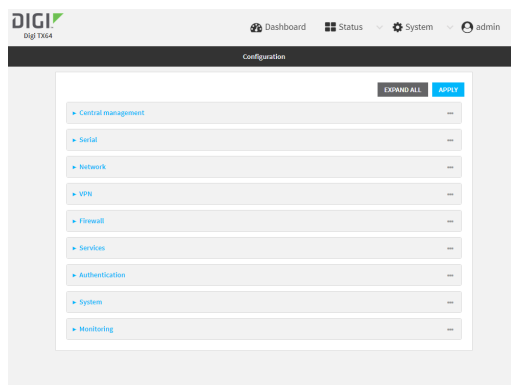 DIGI
Digi TX64
Dashboard
Status
System
admin
Configuration
EXPAND ALL
APPLY
Central management
Serial
Network
VPN
Firewall
Services
Authentication
System
Monitoring